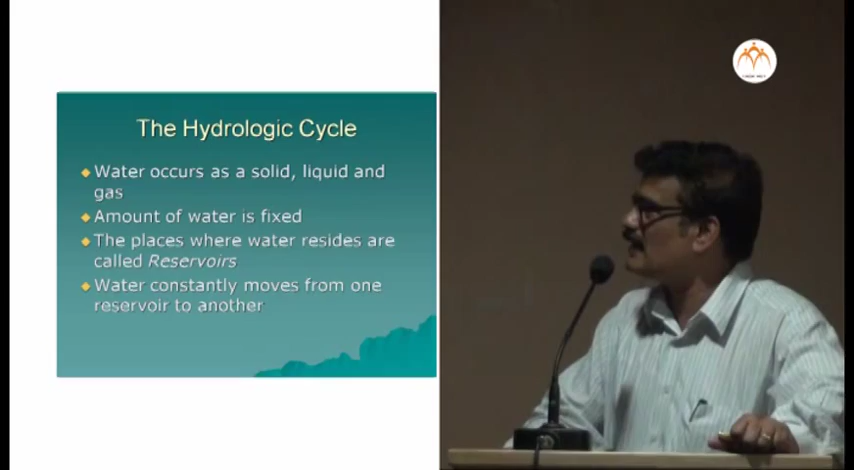 The Hydrologic Cycle
Water occurs as a solid, liquid and
gas
Amount of water is fixed
The places where water resides are
called Reservoirs
Water constantly moves from one
reservoir to another